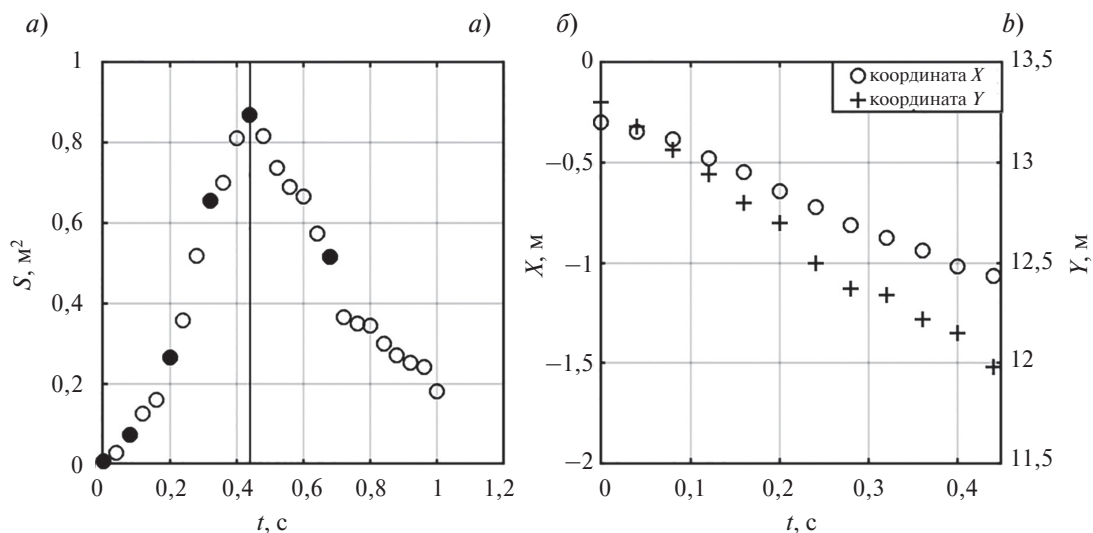 а) а) б) b)
1
0,8
0,6
0,4
0,2
0
S, м²
0 0,2 0,4 0,6 0,8 1 1,2
t, с
0
−0,5
−1
−1,5
−2
X, м
координата X
координата Y
13,5
13
12,5
12
11,5
Y, м
0 0,1 0,2 0,3 0,4
t, с